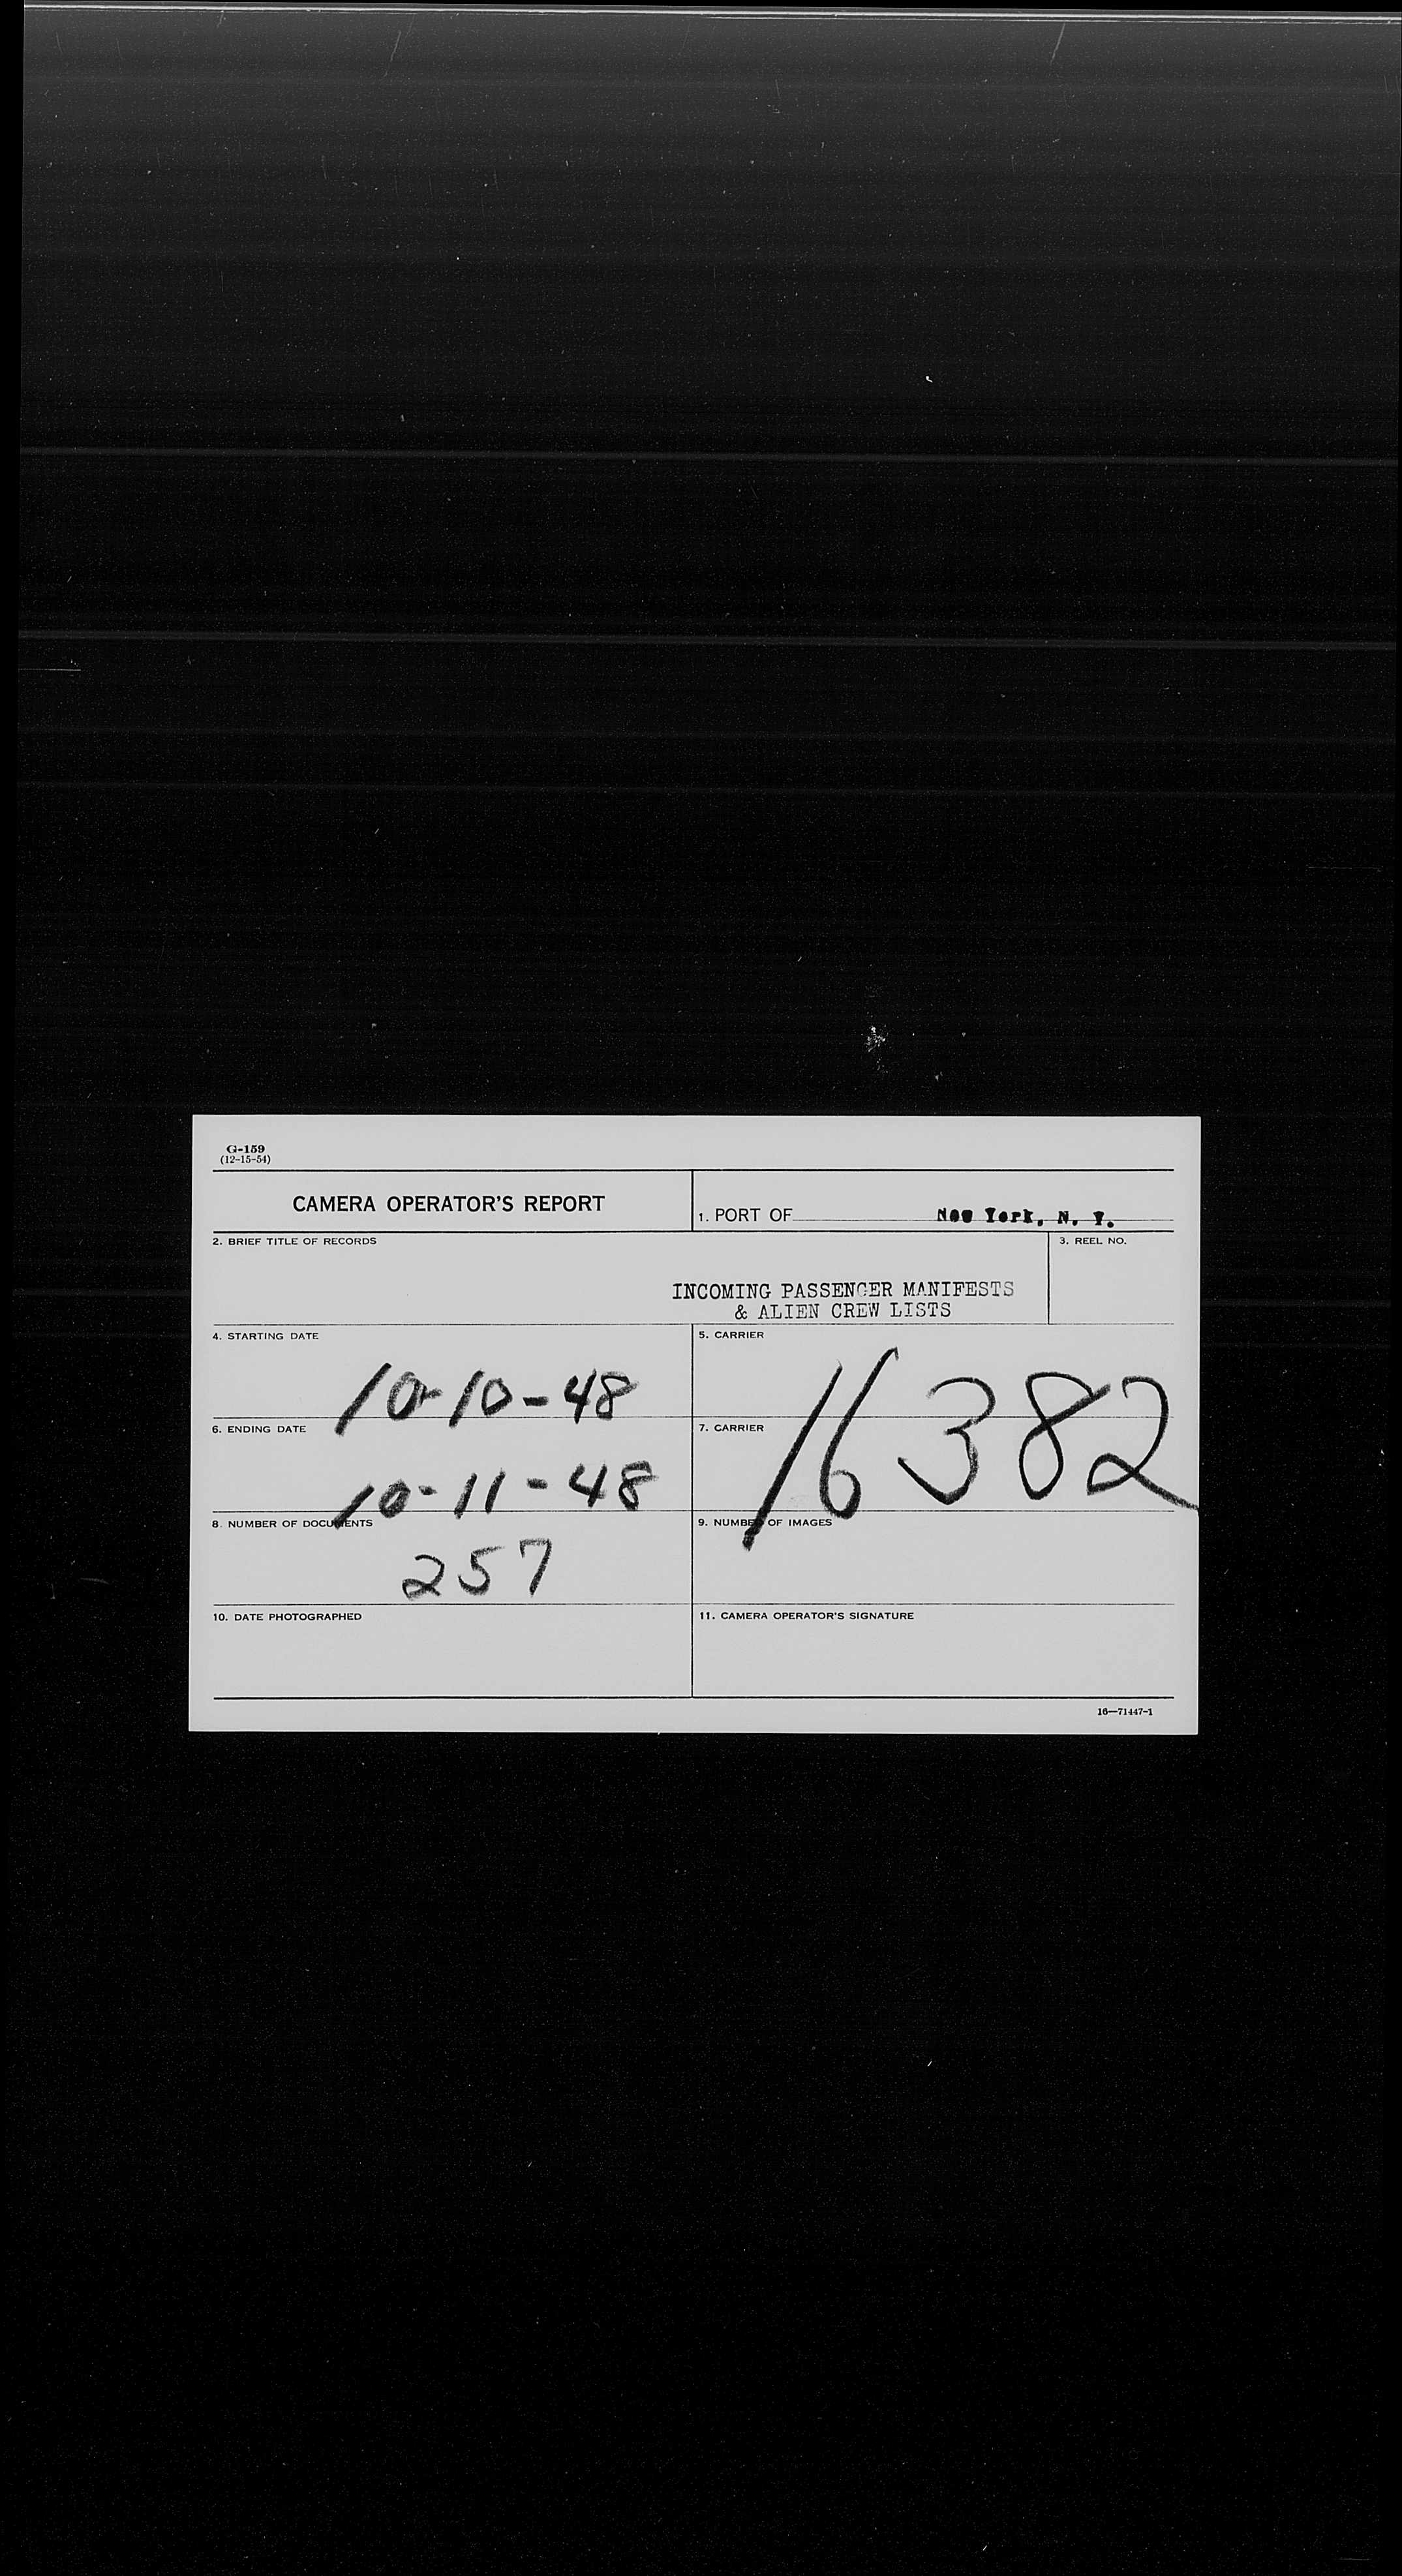 G-159
(12-15-54)
CAMERA OPERATOR'S REPORT
1. PORT OF New York, N. Y.
2. BRIEF TITLE OF RECORDS
3. REEL NO.
INCOMING PASSENGER MANIFESTS
& ALIEN CREW LISTS
4. STARTING DATE
10-10-48
5. CARRIER
16382
6. ENDING DATE
10-11-48
7. CARRIER
8. NUMBER OF DOCUMENTS
257
9. NUMBER OF IMAGES
10. DATE PHOTOGRAPHED
11. CAMERA OPERATOR'S SIGNATURE
16—71447-1